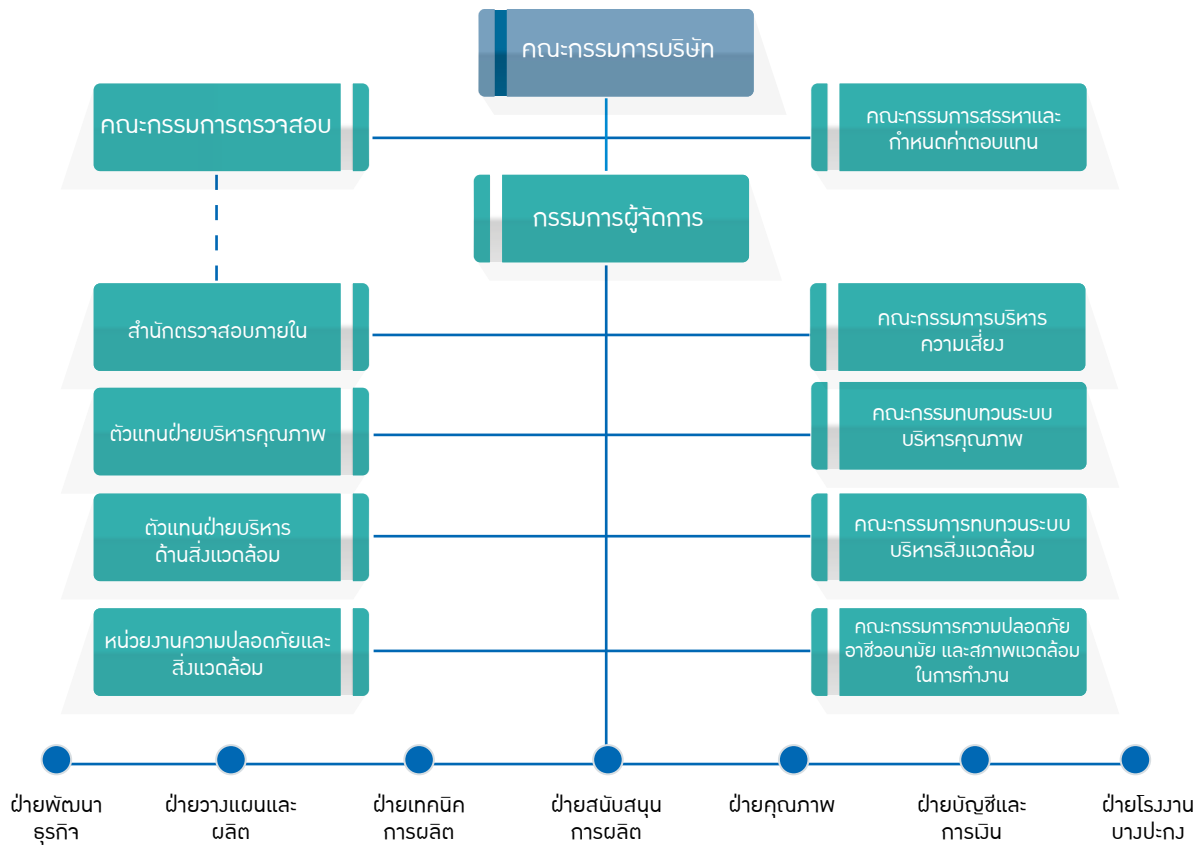 คณะกรรมการบริษัท
คณะกรรมการตรวจสอบ
คณะกรรมการสรรหาและ
กำหนดค่าตอบแทน
กรรมการผู้จัดการ
สำนักตรวจสอบภายใน
คณะกรรมการบริหาร
ความเสี่ยง
ตัวแทนฝ่ายบริหารคุณภาพ
คณะกรรมทบทวนระบบ
บริหารคุณภาพ
ตัวแทนฝ่ายบริหาร
ด้านสิ่งแวดล้อม
คณะกรรมการทบทวนระบบ
บริหารสิ่งแวดล้อม
หน่วยงานความปลอดภัยและ
สิ่งแวดล้อม
คณะกรรมการความปลอดภัย
อาชีวอนามัย และสภาพแวดล้อม
ในการทำงาน
ฝ่ายพัฒนา
ธุรกิจ
ฝ่ายวางแผนและ
ผลิต
ฝ่ายเทคนิค
การผลิต
ฝ่ายสนับสนุน
การผลิต
ฝ่ายคุณภาพ
ฝ่ายบัญชีและ
การเงิน
ฝ่ายโรงงาน
บางปะกง